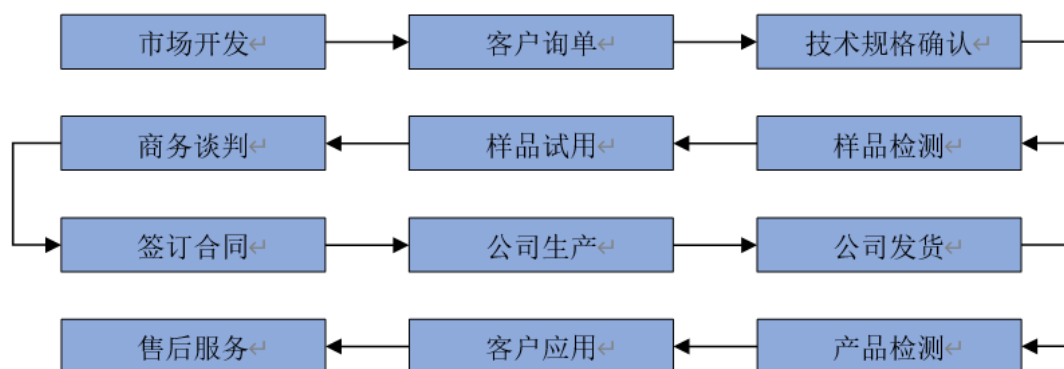 市场开发
客户询单
技术规格确认
商务谈判
样品试用
样品检测
签订合同
公司生产
公司发货
售后服务
客户应用
产品检测